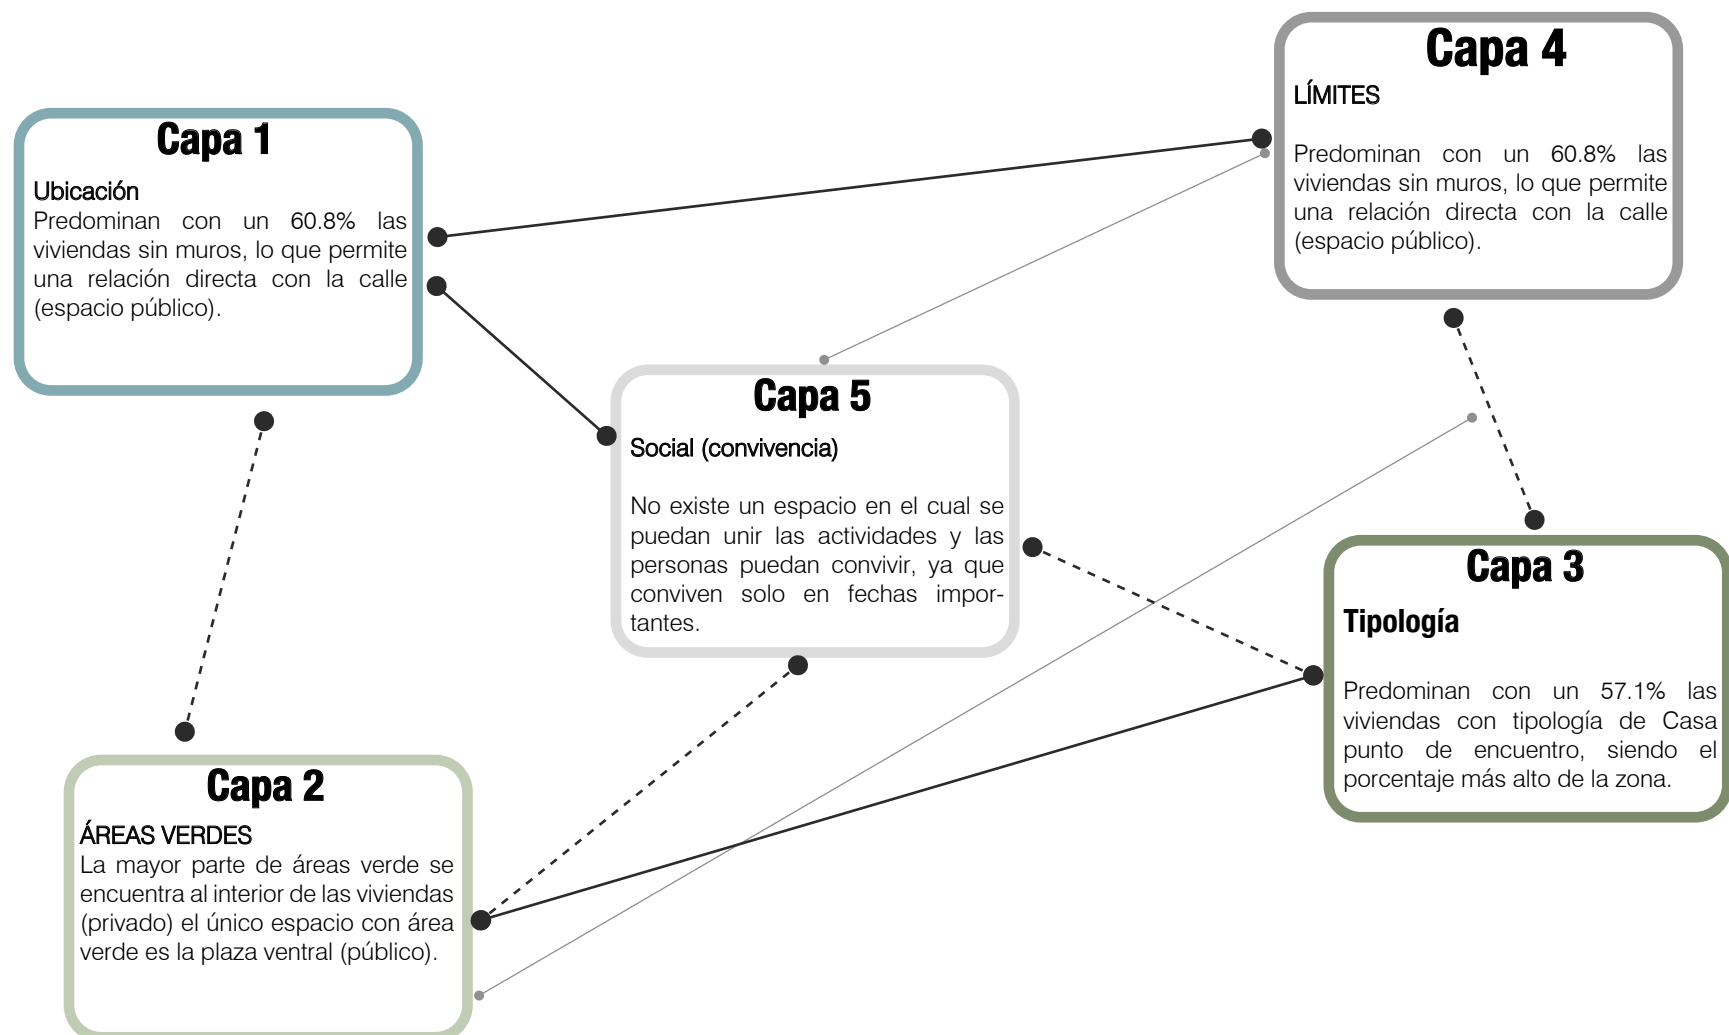 Capa 1
Ubicación
Predominan con un 60.8% las
viviendas sin muros, lo que permite
una relación directa con la calle
(espacio público).
Capa 4
LÍMITES
Predominan con un 60.8% las
viviendas sin muros, lo que permite
una relación directa con la calle
(espacio público).
Capa 5
Social (convivencia)
No existe un espacio en el cual se
puedan unir las actividades y las
personas puedan convivir, ya que
conviven solo en fechas impor-
tantes.
Capa 3
Tipología
Predominan con un 57.1% las
viviendas con tipología de Casa
punto de encuentro, siendo el
porcentaje más alto de la zona.
Capa 2
ÁREAS VERDES
La mayor parte de áreas verde se
encuentra al interior de las viviendas
(privado) el único espacio con área
verde es la plaza ventral (público).